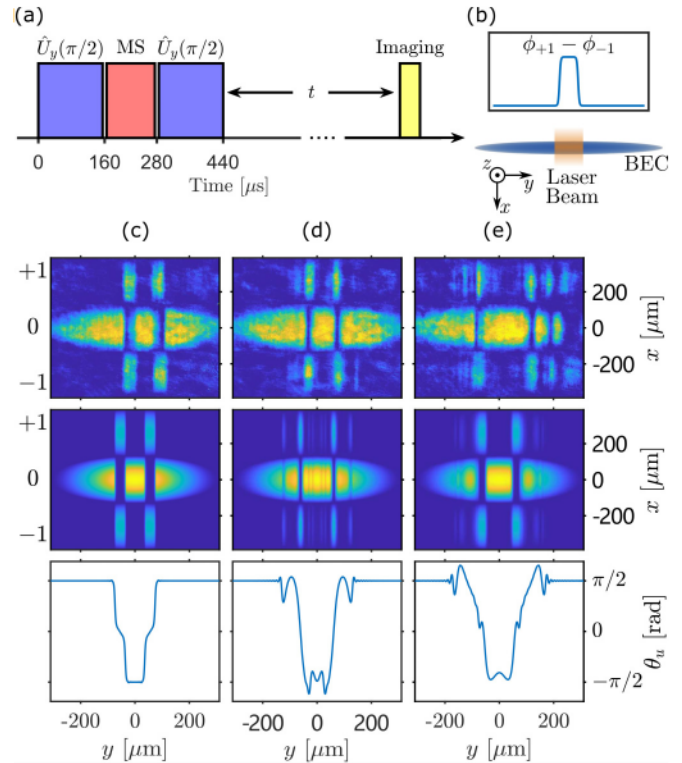 (a)
Û_y(π/2) MS Û_y(π/2)
Imaging
t
0 160 280 440
Time [μs]
(b)
ϕ₊₁ − ϕ₋₁
BEC
z y x
Laser
Beam
(c) (d) (e)
+1
0
−1
200
0
-200
x [μm]
+1
0
−1
200
0
-200
x [μm]
π/2
0
−π/2
θ_u [rad]
-200 0 200 -200 0 200 -200 0 200
y [μm] y [μm] y [μm]